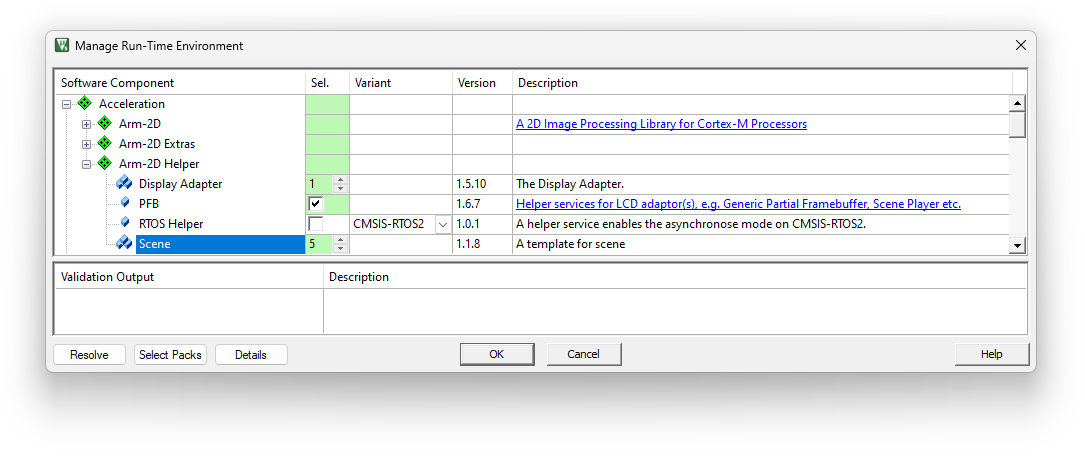 Manage Run-Time Environment
Software Component Sel. Variant Version Description
Acceleration
Arm-2D A 2D Image Processing Library for Cortex-M Processors
Arm-2D Extras
Arm-2D Helper
Display Adapter 1 1.5.10 The Display Adapter.
PFB 1.6.7 Helper services for LCD adaptor(s), e.g. Generic Partial Framebuffer, Scene Player etc.
RTOS Helper CMSIS-RTOS2 1.0.1 A helper service enables the asynchronose mode on CMSIS-RTOS2.
Scene 5 1.1.8 A template for scene
Validation Output Description
Resolve Select Packs Details OK Cancel Help